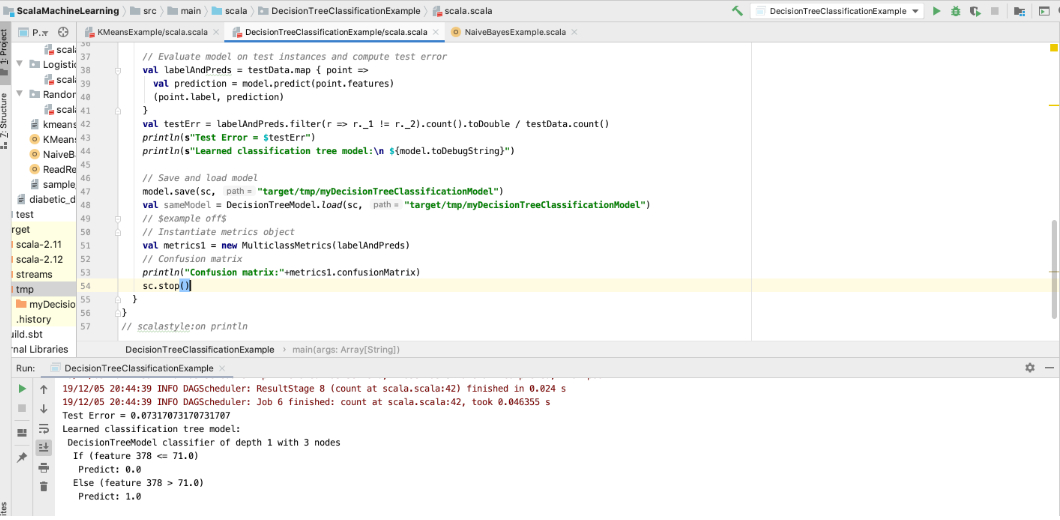 ScalaMachineLearning src main scala DecisionTreeClassificationExample scala.scala DecisionTreeClassificationExample
1: Project P.. KMeansExample/scala.scala DecisionTreeClassificationExample/scala.scala NaiveBayesExample.scala
7: Structure
scala
Logistic
scala
Random
scala
kmeans
KMeans
NaiveB
ReadRe
sample_
diabetic_d
test
rget
scala-2.11
scala-2.12
streams
tmp
myDecisio
.history
uild.sbt
nal Libraries
36
37 // Evaluate model on test instances and compute test error
38 val labelAndPreds = testData.map { point =>
39 val prediction = model.predict(point.features)
40 (point.label, prediction)
41 }
42 val testErr = labelAndPreds.filter(r => r._1 != r._2).count().toDouble / testData.count()
43 println(s"Test Error = $testErr")
44 println(s"Learned classification tree model:\n ${model.toDebugString}")
45
46 // Save and load model
47 model.save(sc, path = "target/tmp/myDecisionTreeClassificationModel")
48 val sameModel = DecisionTreeModel.load(sc, path = "target/tmp/myDecisionTreeClassificationModel")
49 // $example off$
50 // Instantiate metrics object
51 val metrics1 = new MulticlassMetrics(labelAndPreds)
52 // Confusion matrix
53 println("Confusion matrix:"+metrics1.confusionMatrix)
54 sc.stop()
55 }
56 }
57 // scalastyle:on println
DecisionTreeClassificationExample main(args: Array[String])
Run: DecisionTreeClassificationExample
19/12/05 20:44:39 INFO DAGScheduler: ResultStage 8 (count at scala.scala:42) finished in 0.024 s
19/12/05 20:44:39 INFO DAGScheduler: Job 6 finished: count at scala.scala:42, took 0.046355 s
Test Error = 0.07317073170731707
Learned classification tree model:
DecisionTreeModel classifier of depth 1 with 3 nodes
If (feature 378 <= 71.0)
Predict: 0.0
Else (feature 378 > 71.0)
Predict: 1.0